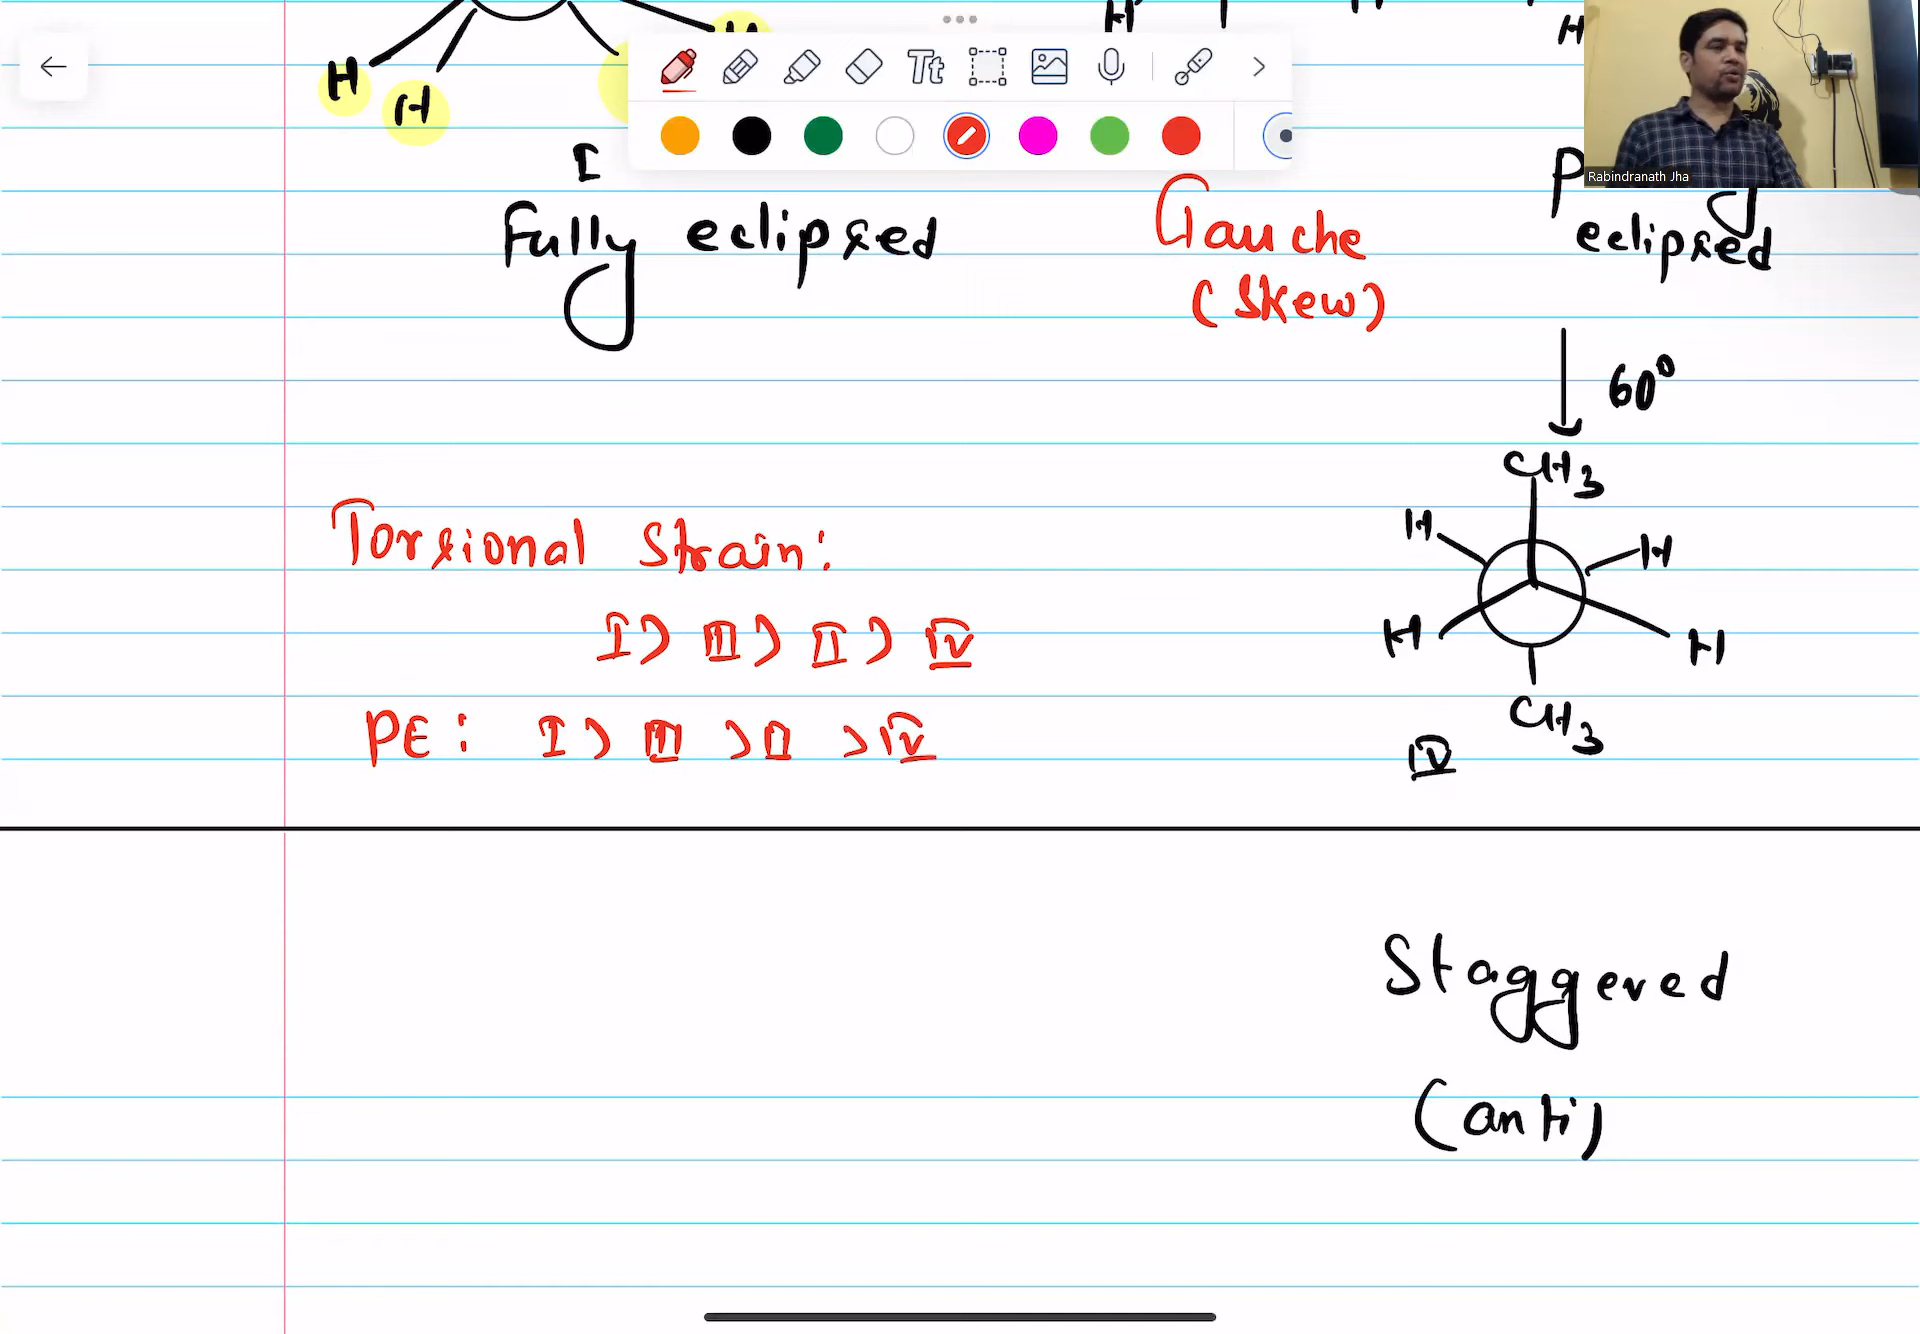 H
H
H
H
H
Tt
Rabindranath Jha
I
Fully eclipsed
Gauche
(Skew)
eclipsed
60°
CH3
H
H
H
H
CH3
IV
Torsional Strain:
I > III > II > IV
PE: I > III > II > IV
Staggered
(anti)